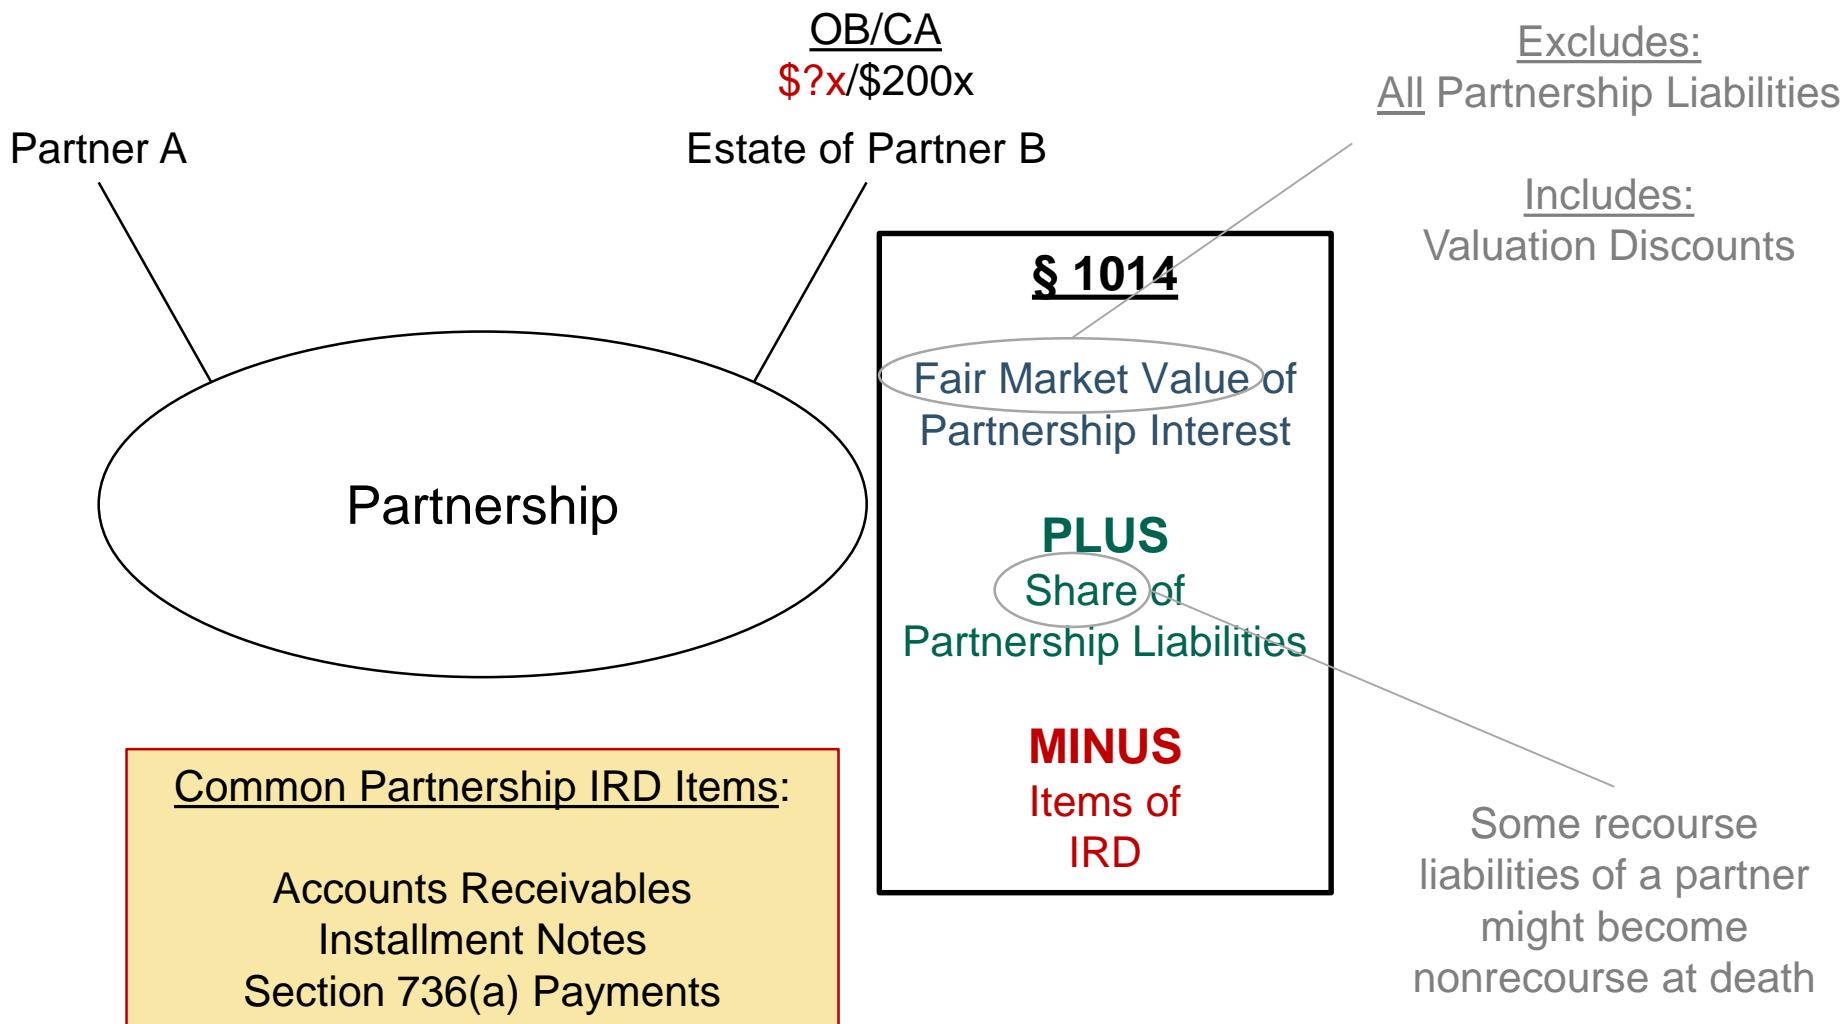 OB/CA
$?x/$200x
Partner A
Estate of Partner B
Excludes:
All Partnership Liabilities
Includes:
Valuation Discounts
§ 1014
Fair Market Value of
Partnership Interest
PLUS
Share of
Partnership Liabilities
MINUS
Items of
IRD
Partnership
Common Partnership IRD Items:
Accounts Receivables
Installment Notes
Section 736(a) Payments
Some recourse
liabilities of a partner
might become
nonrecourse at death